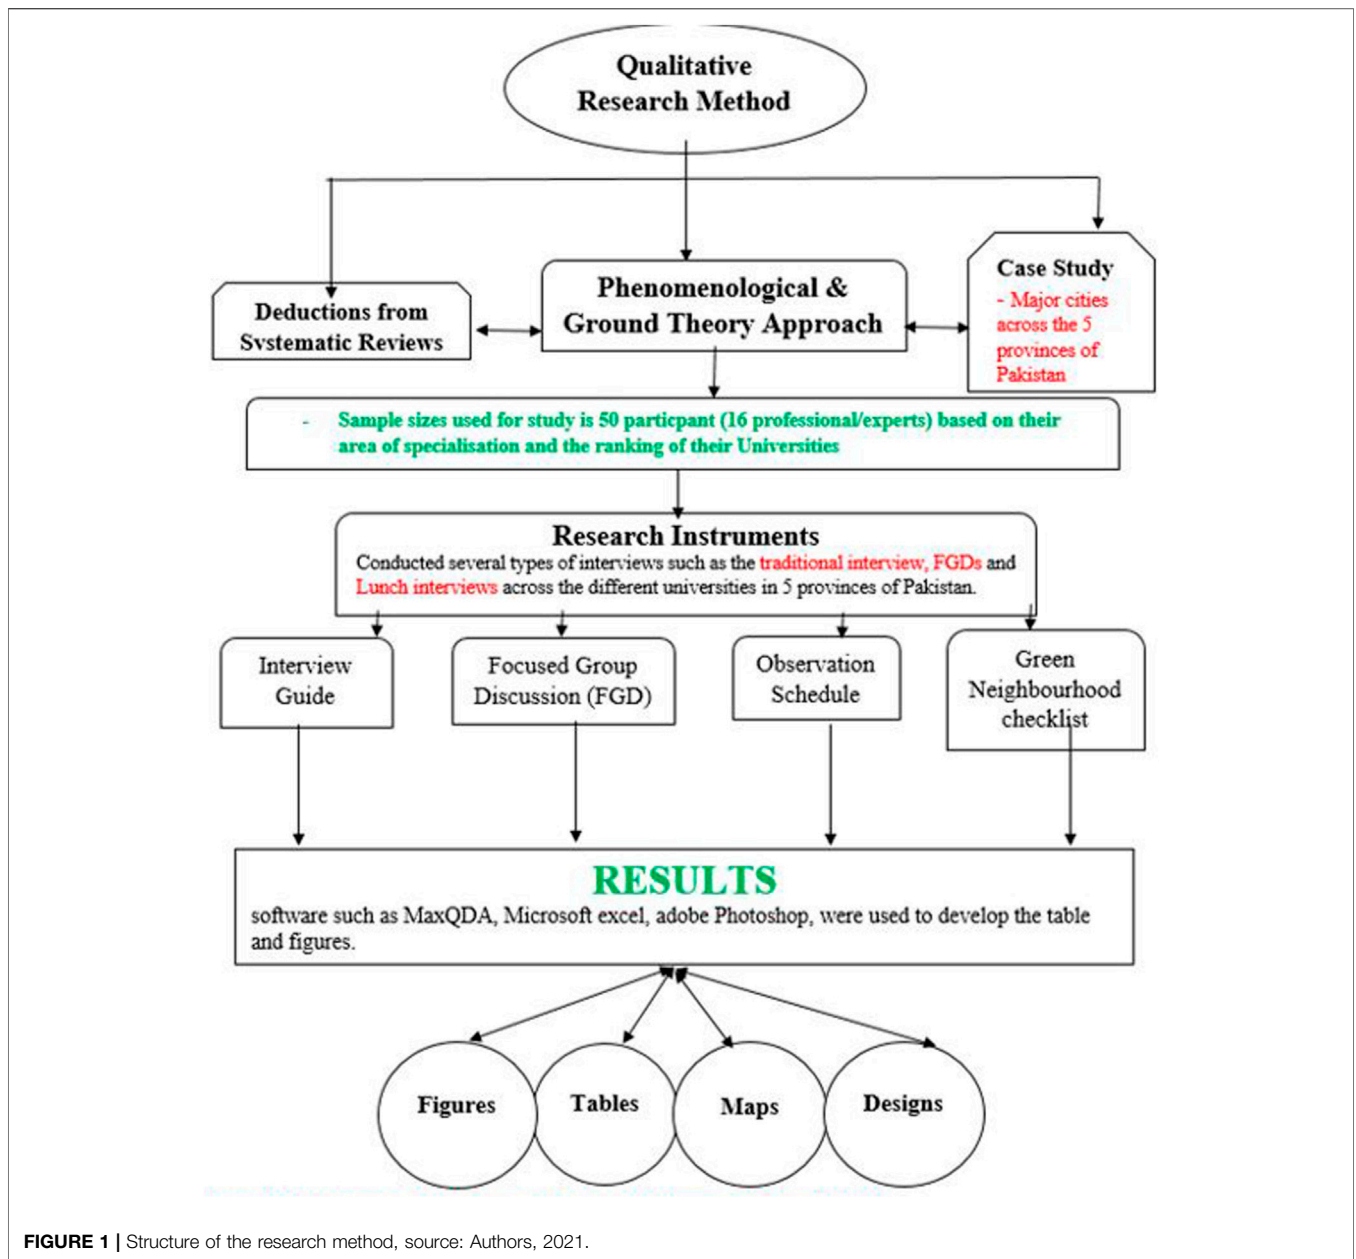 Qualitative
Research Method
Deductions from
Systematic Reviews
Phenomenological &
Ground Theory Approach
Case Study
- Major cities
across the 5
provinces of
Pakistan
- Sample sizes used for study is 50 particpant (16 professional/experts) based on their
area of specialisation and the ranking of their Universities
Research Instruments
Conducted several types of interviews such as the traditional interview, FGDs and
Lunch interviews across the different universities in 5 provinces of Pakistan.
Interview
Guide
Focused Group
Discussion (FGD)
Observation
Schedule
Green
Neighbourhood
checklist
RESULTS
software such as MaxQDA, Microsoft excel, adobe Photoshop, were used to develop the table
and figures.
Figures
Tables
Maps
Designs
FIGURE 1 | Structure of the research method, source: Authors, 2021.